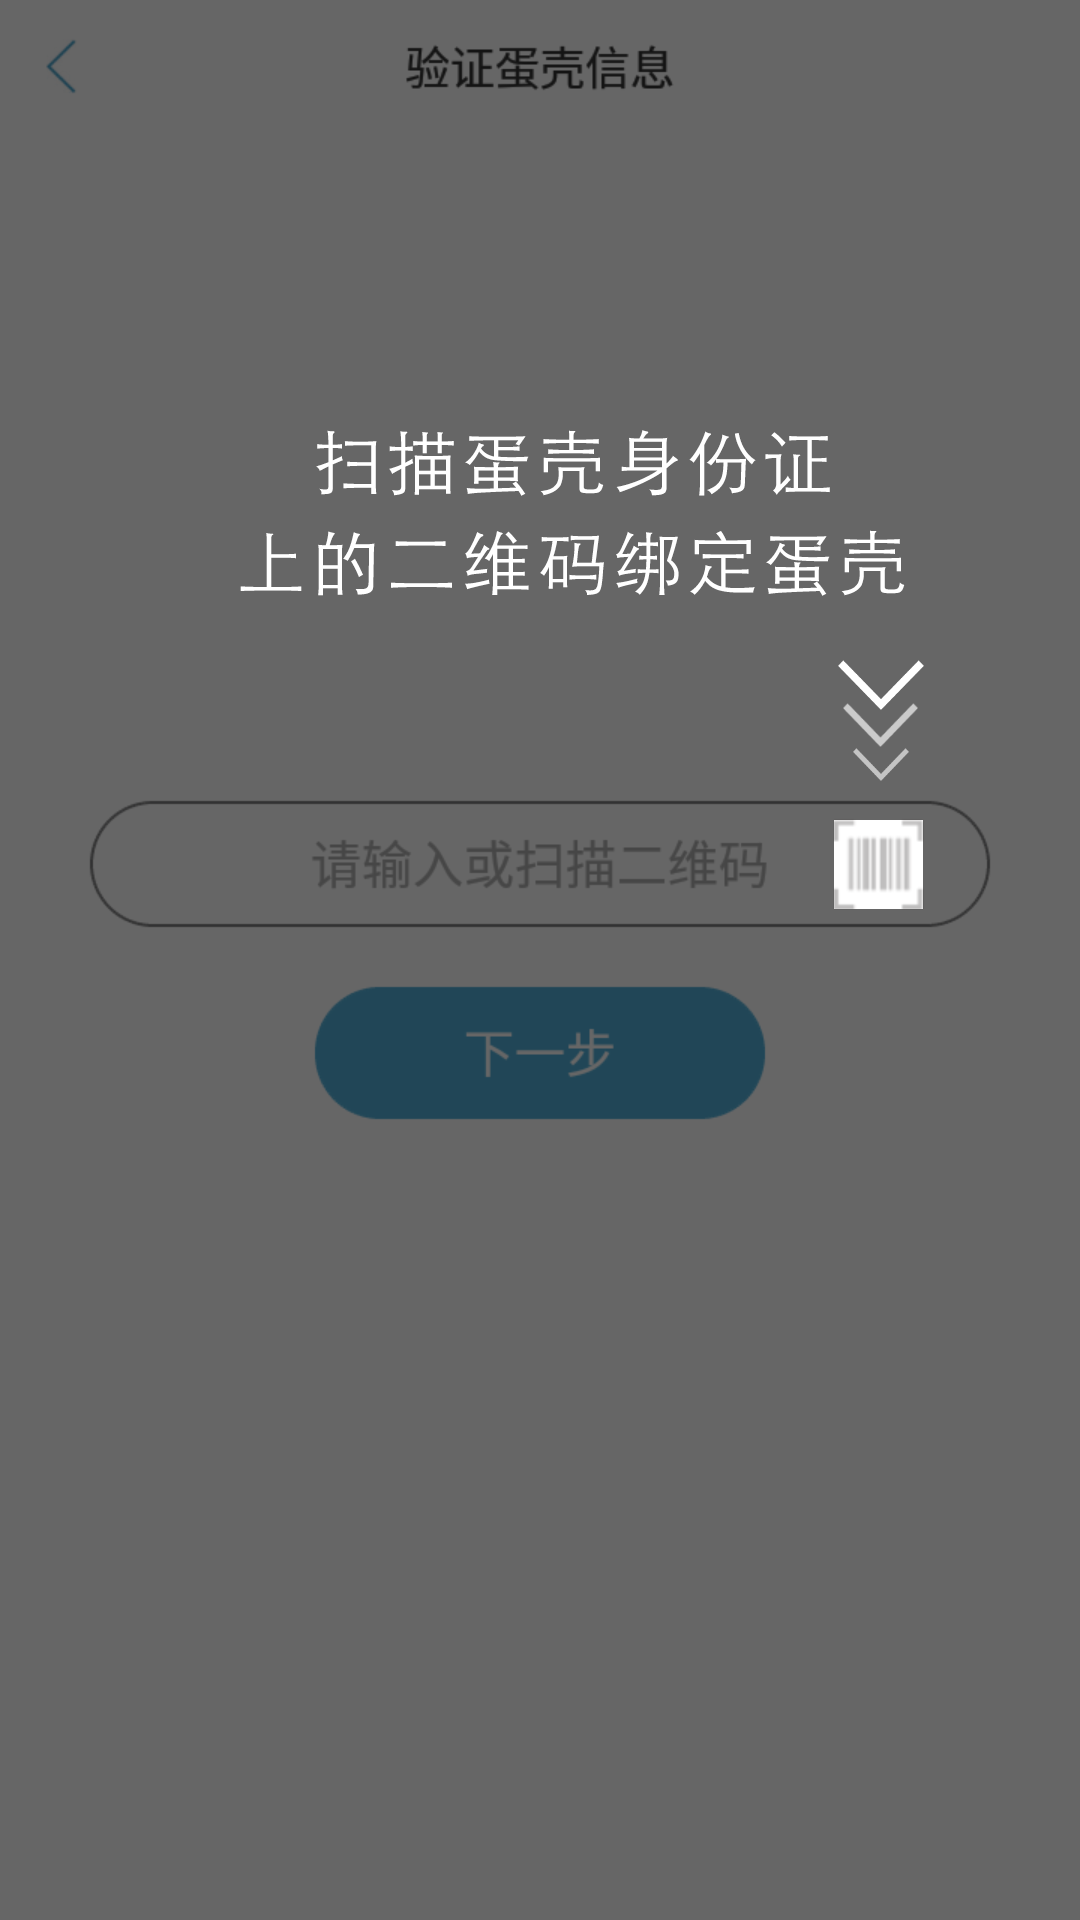 验证蛋壳信息
扫描蛋壳身份证
上的二维码绑定蛋壳
请输入或扫描二维码
下一步